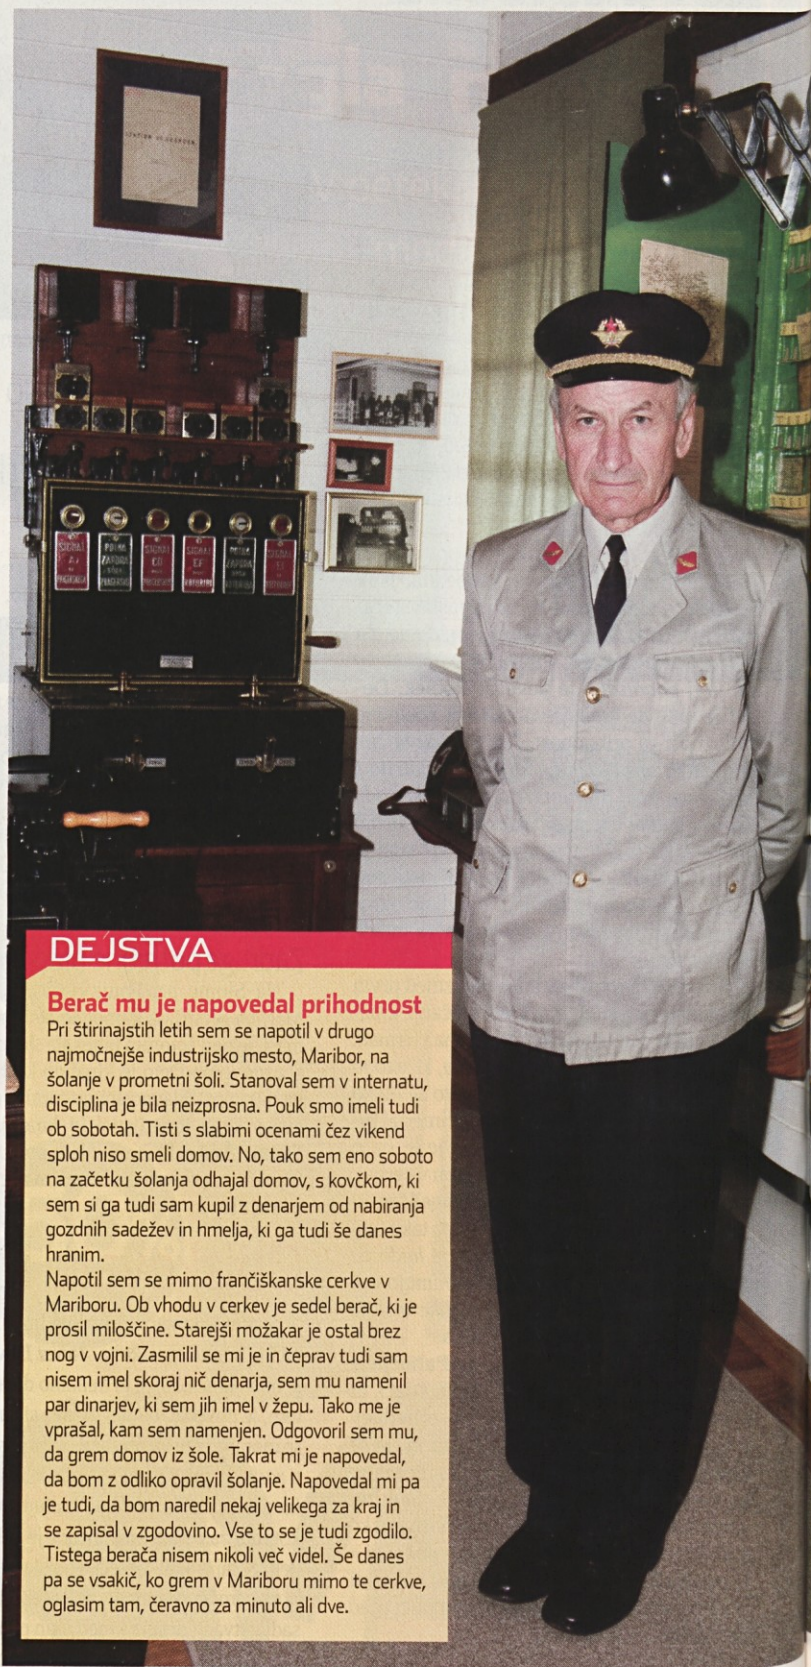 SIGNAL
CD
SIGNAL
EF
DEJSTVA
Berač mu je napovedal prihodnost
Pri štirinajstih letih sem se napotil v drugo
najmočnejše industrijsko mesto, Maribor, na
šolanje v prometni šoli. Stanoval sem v internatu,
disciplina je bila neizprosna. Pouk smo imeli tudi
ob sobotah. Tisti s slabimi ocenami čez vikend
sploh niso smeli domov. No, tako sem eno soboto
na začetku šolanja odhajal domov, s kovčkom, ki
sem si ga tudi sam kupil z denarjem od nabiranja
gozdnih sadežev in hmelja, ki ga tudi še danes
hranim.
Napotil sem se mimo frančiškanske cerkve v
Mariboru. Ob vhodu v cerkev je sedel berač, ki je
prosil miloščine. Starejši možakar je ostal brez
nog v vojni. Zasmilil se mi je in čeprav tudi sam
nisem imel skoraj nič denarja, sem mu namenil
par dinarjev, ki sem jih imel v žepu. Tako me je
vprašal, kam sem namenjen. Odgovoril sem mu,
da grem domov iz šole. Takrat mi je napovedal,
da bom z odliko opravil šolanje. Napovedal mi pa
je tudi, da bom naredil nekaj velikega za kraj in
se zapisal v zgodovino. Vse to se je tudi zgodilo.
Tistega berača nisem nikoli več videl. Še danes
pa se vsakič, ko grem v Mariboru mimo te cerkve,
oglasim tam, čeravno za minuto ali dve.